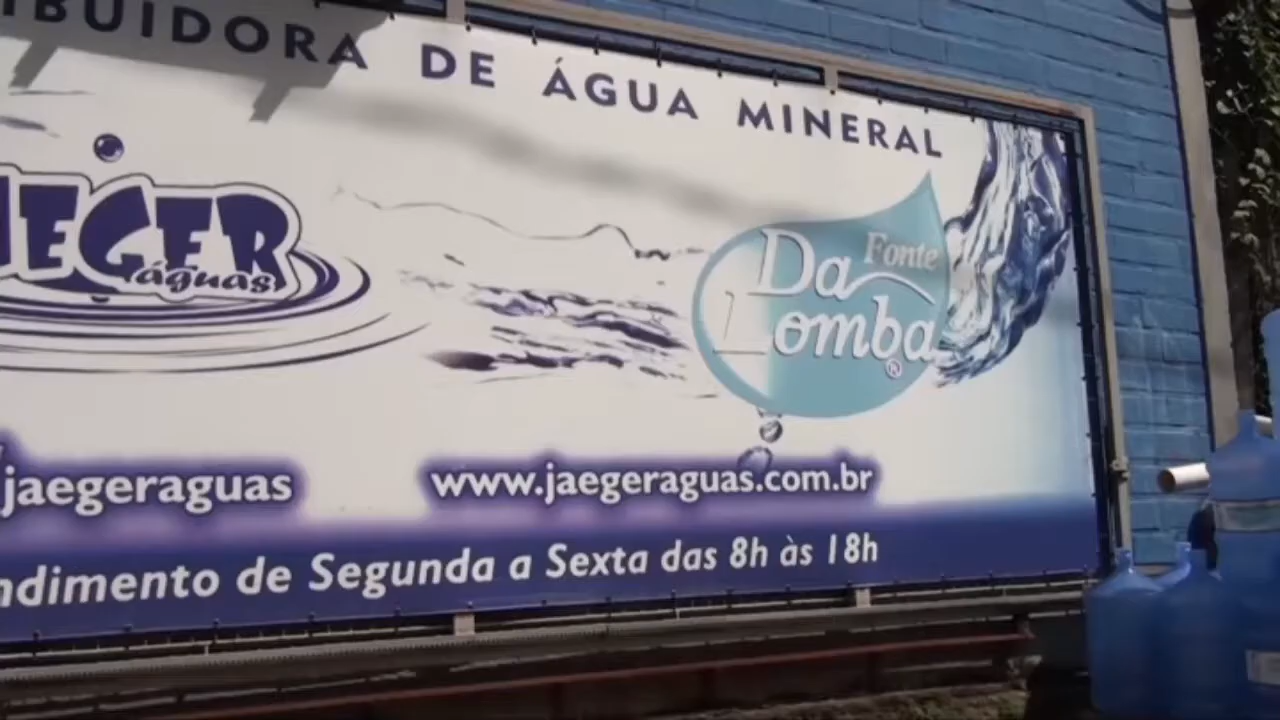 IBUIDORA DE ÁGUA MINERAL
AEGER
águas
Fonte
Da
Lomba
®
jaegeraguas
www.jaegeraguas.com.br
ndimento de Segunda a Sexta das 8h às 18h